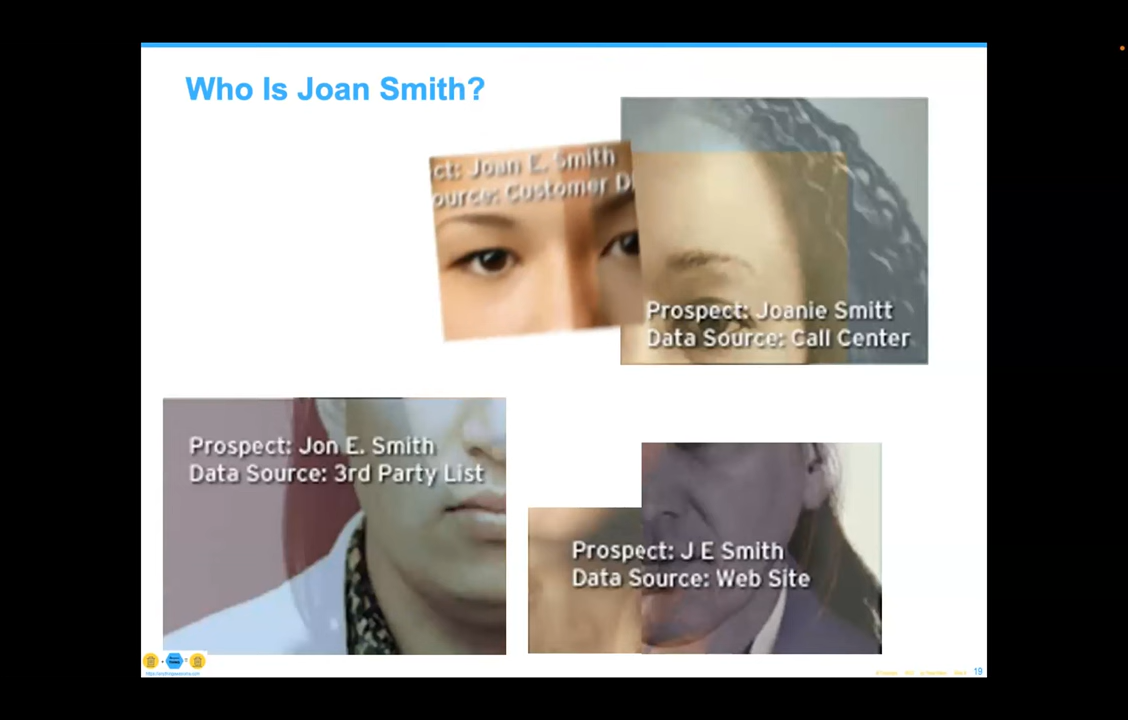 Who Is Joan Smith?
ct: Joan E. Smith
ource: Customer D
Prospect: Joanie Smitt
Data Source: Call Center
Prospect: Jon E. Smith
Data Source: 3rd Party List
Prospect: J E Smith
Data Source: Web Site
19